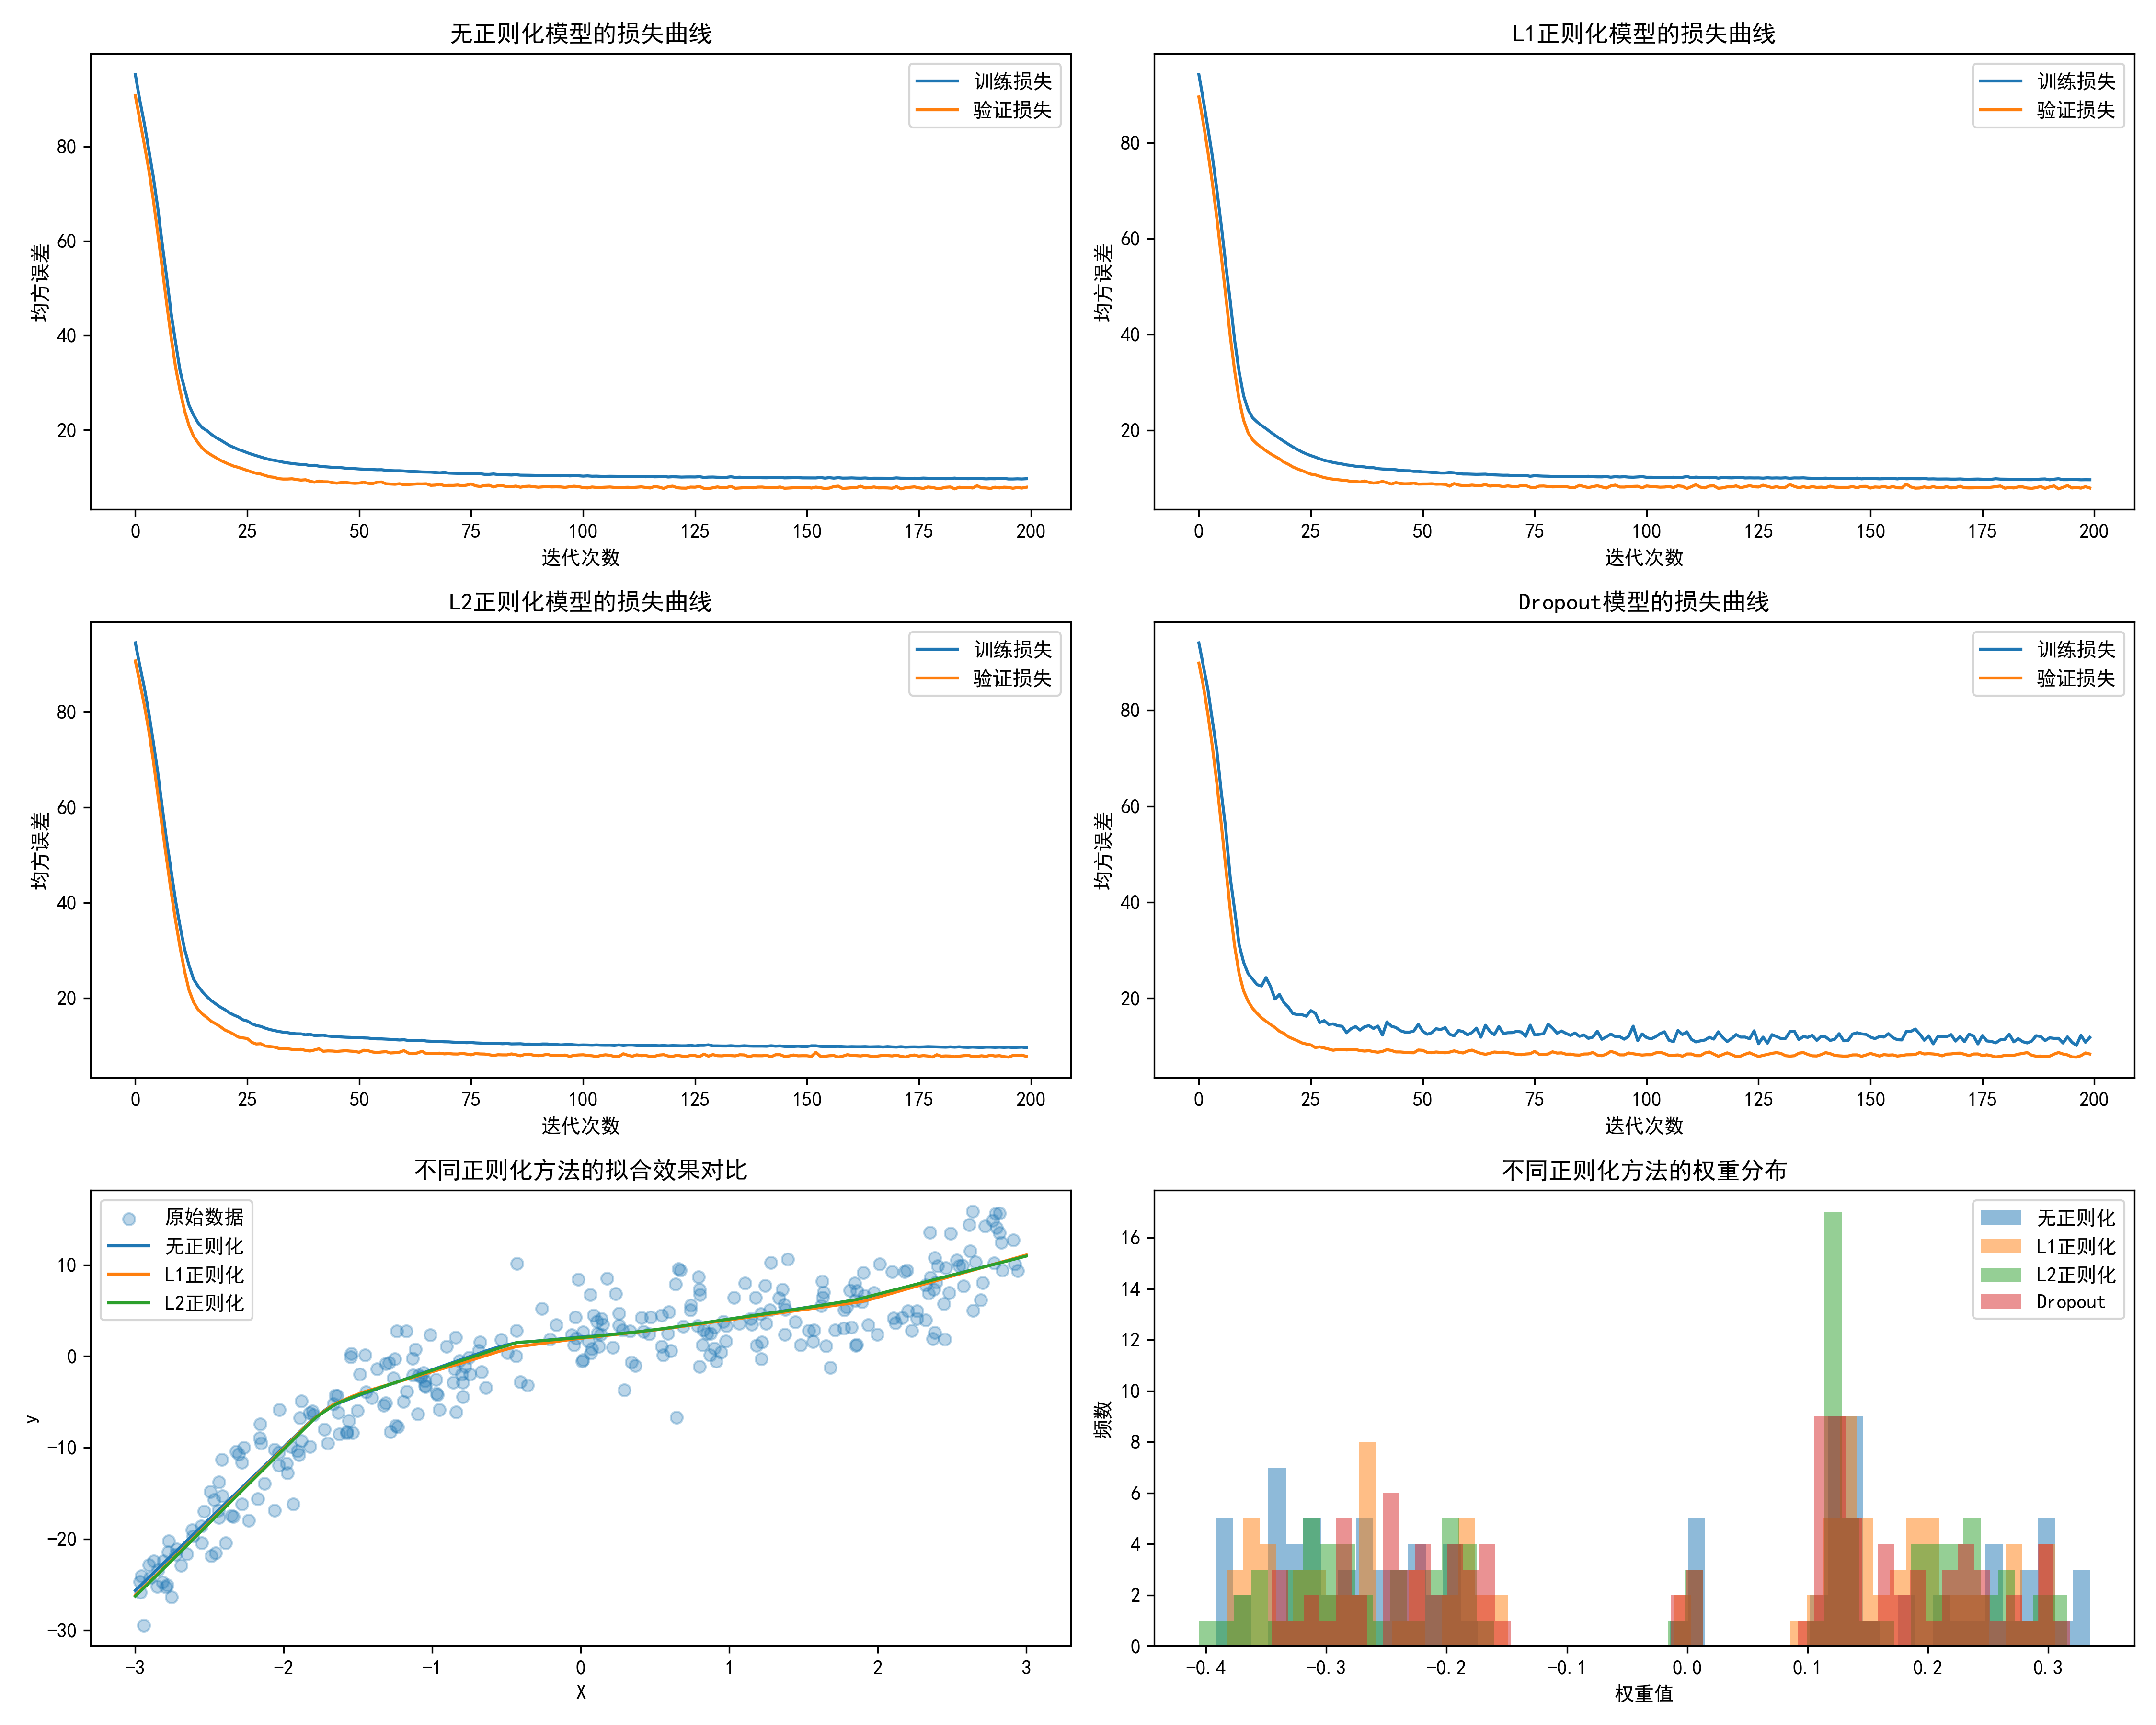 无正则化模型的损失曲线
训练损失
验证损失
80
60
40
20
均方误差
0 25 50 75 100 125 150 175 200
迭代次数
L1正则化模型的损失曲线
训练损失
验证损失
80
60
40
20
均方误差
0 25 50 75 100 125 150 175 200
迭代次数
L2正则化模型的损失曲线
训练损失
验证损失
80
60
40
20
均方误差
0 25 50 75 100 125 150 175 200
迭代次数
Dropout模型的损失曲线
训练损失
验证损失
80
60
40
20
均方误差
0 25 50 75 100 125 150 175 200
迭代次数
不同正则化方法的拟合效果对比
原始数据
无正则化
L1正则化
L2正则化
10
0
−10
−20
−30
y
−3 −2 −1 0 1 2 3
X
不同正则化方法的权重分布
无正则化
L1正则化
L2正则化
Dropout
16
14
12
10
8
6
4
2
0
频数
−0.4 −0.3 −0.2 −0.1 0.0 0.1 0.2 0.3
权重值